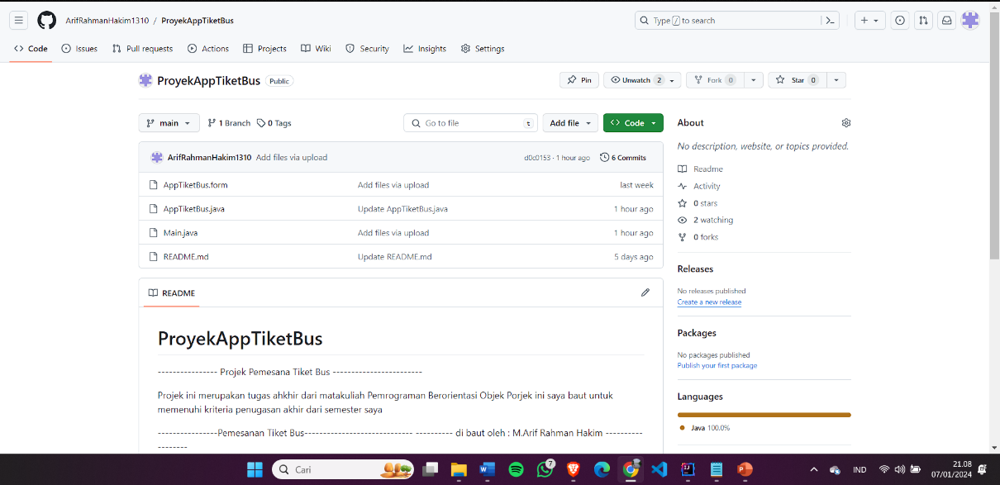 ArifRahmanHakim1310 / ProyekAppTiketBus
Type / to search
Code Issues Pull requests Actions Projects Wiki Security Insights Settings
ProyekAppTiketBus Public
Pin Unwatch 2 Fork 0 Star 0
main 1 Branch 0 Tags
Go to file t
Add file Code
ArifRahmanHakim1310 Add files via upload d0c0153 · 1 hour ago 6 Commits
AppTiketBus.form Add files via upload last week
AppTiketBus.java Update AppTiketBus.java 1 hour ago
Main.java Add files via upload 1 hour ago
README.md Update README.md 5 days ago
README
ProyekAppTiketBus
--------------- Projek Pemesana Tiket Bus ------------------------
Projek ini merupakan tugas ahkhir dari matakuliah Pemrograman Berorientasi Objek Porjek ini saya baut untuk
memenuhi kriteria penugasan akhir dari semester saya
---------------Pemesanan Tiket Bus---------------------------- ---------- di baut oleh : M.Arif Rahman Hakim ----------
--------
About
No description, website, or topics provided.
Readme
Activity
0 stars
2 watching
0 forks
Releases
No releases published
Create a new release
Packages
No packages published
Publish your first package
Languages
Java 100.0%
Cari
7
IND
21.08
07/01/2024